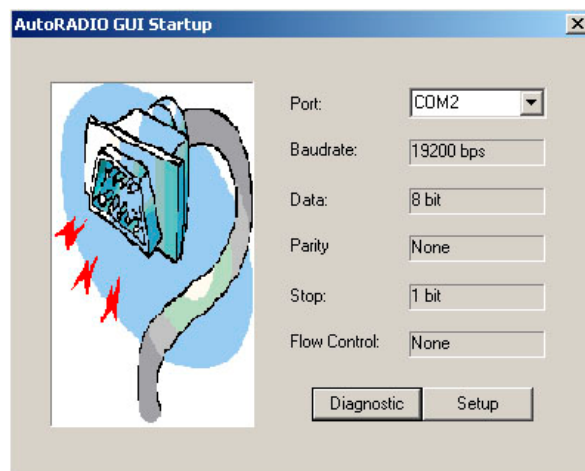 AutoRADIO GUI Startup
Port: COM2
Baudrate: 19200 bps
Data: 8 bit
Parity None
Stop: 1 bit
Flow Control: None
Diagnostic Setup